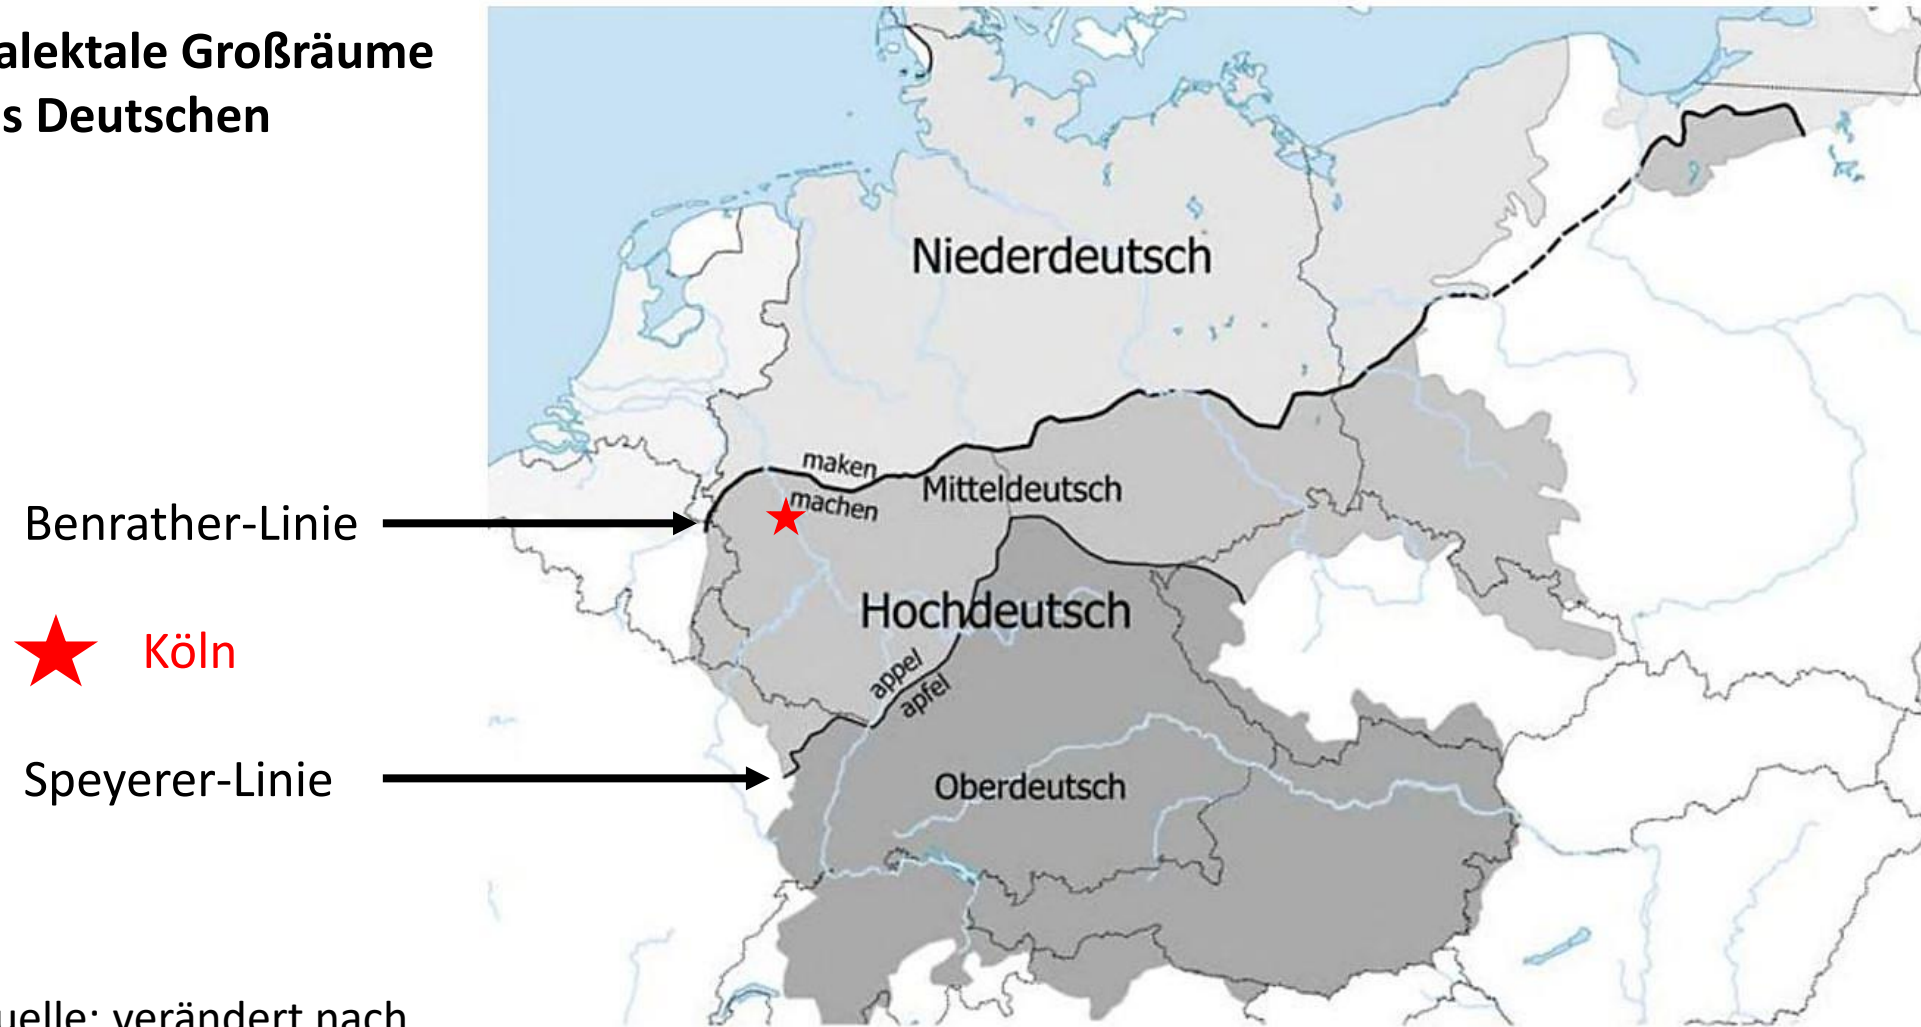 alektale Großräume
s Deutschen
Niederdeutsch
maken
machen
Mitteldeutsch
Benrather-Linie
Hochdeutsch
Köln
appel
apfel
Speyerer-Linie
Oberdeutsch
uelle: verändert nach